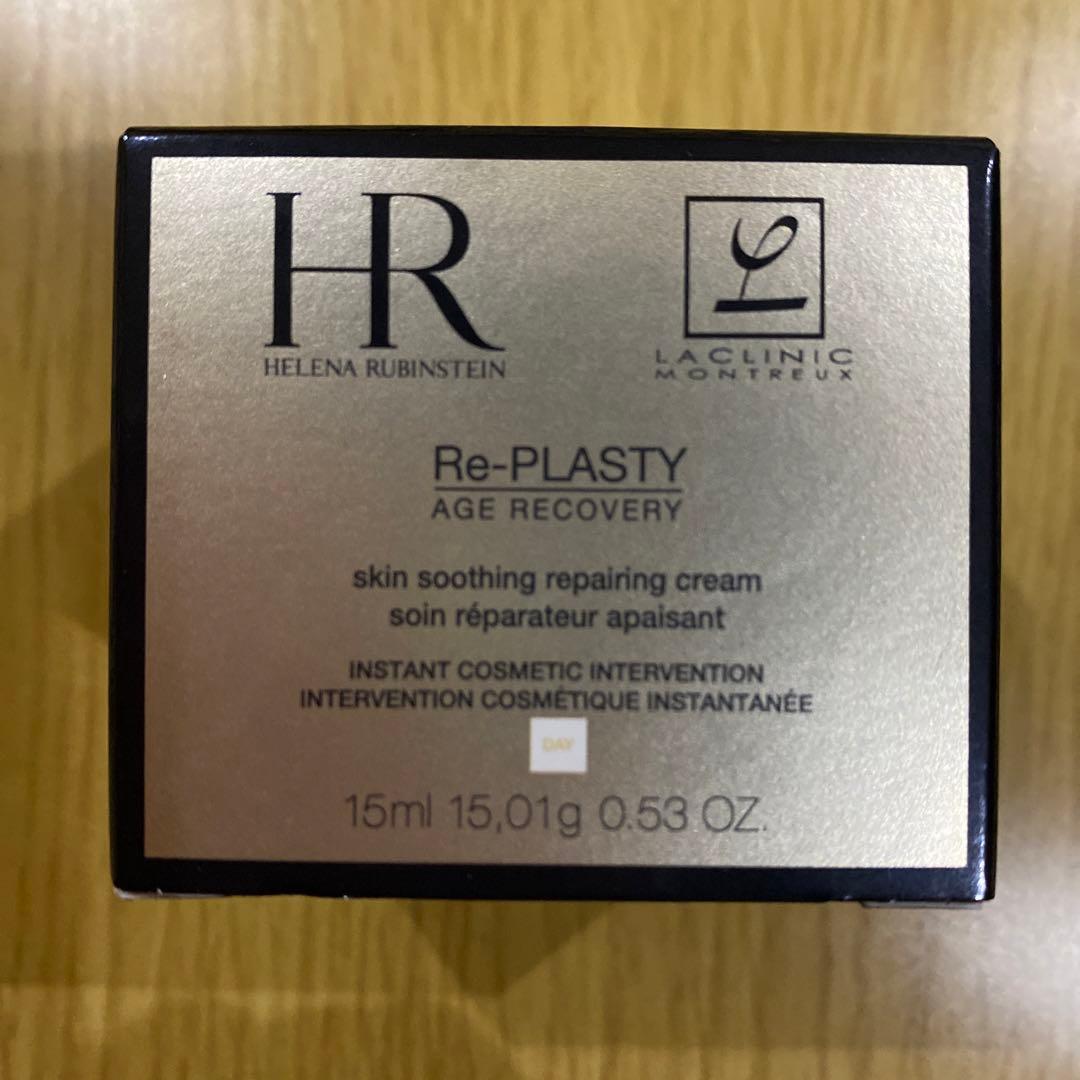 HR
HELENA RUBINSTEIN
LACLINIC
MONTREUX
Re-PLASTY
AGE RECOVERY
skin soothing repairing cream
soin réparateur apaisant
INSTANT COSMETIC INTERVENTION
INTERVENTION COSMÉTIQUE INSTANTANÉE
DAY
15ml 15,01g 0.53 OZ.